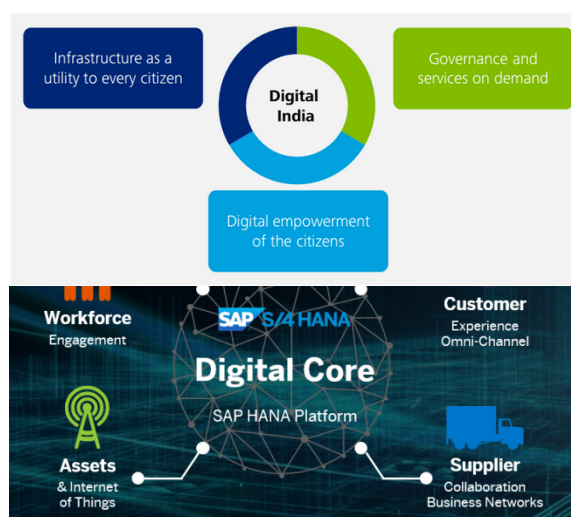 Infrastructure as a
utility to every citizen
Digital
India
Governance and
services on demand
Digital empowerment
of the citizens
Workforce
Engagement
SAP S/4HANA
Digital Core
SAP HANA Platform
Customer
Experience
Omni-Channel
Assets
& Internet
of Things
Supplier
Collaboration
Business Networks